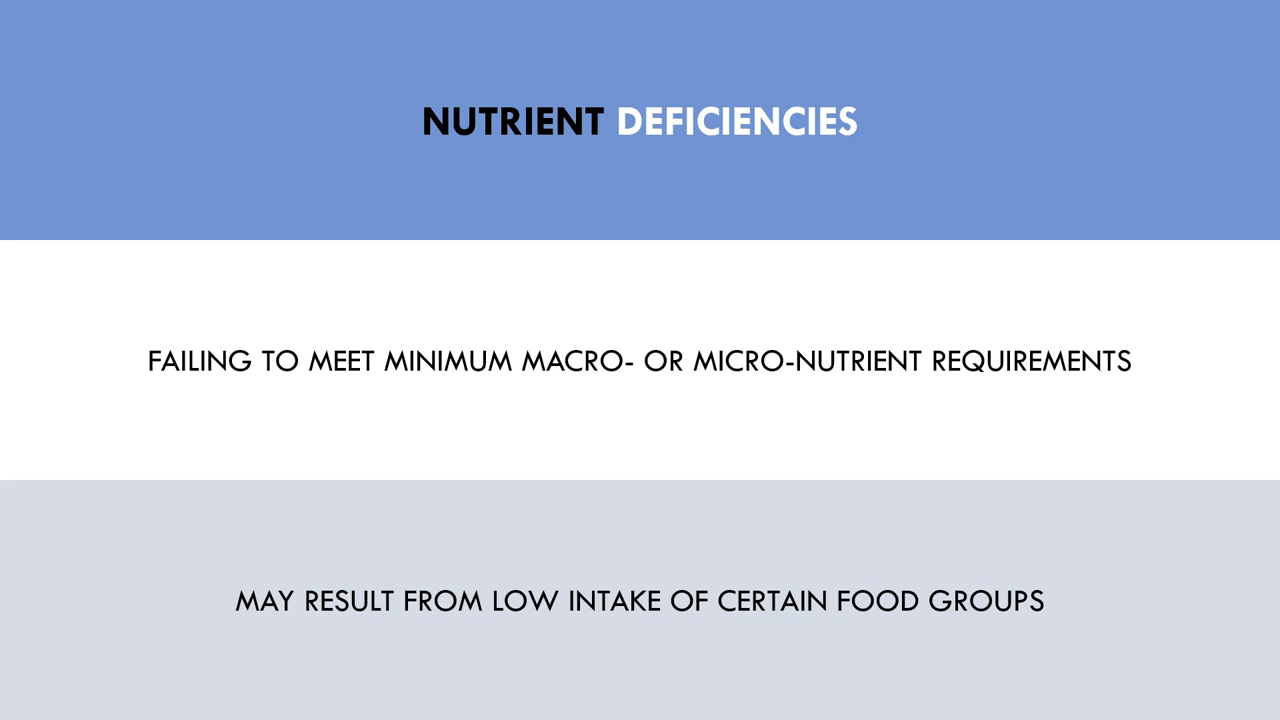 NUTRIENT DEFICIENCIES
FAILING TO MEET MINIMUM MACRO- OR MICRO-NUTRIENT REQUIREMENTS
MAY RESULT FROM LOW INTAKE OF CERTAIN FOOD GROUPS